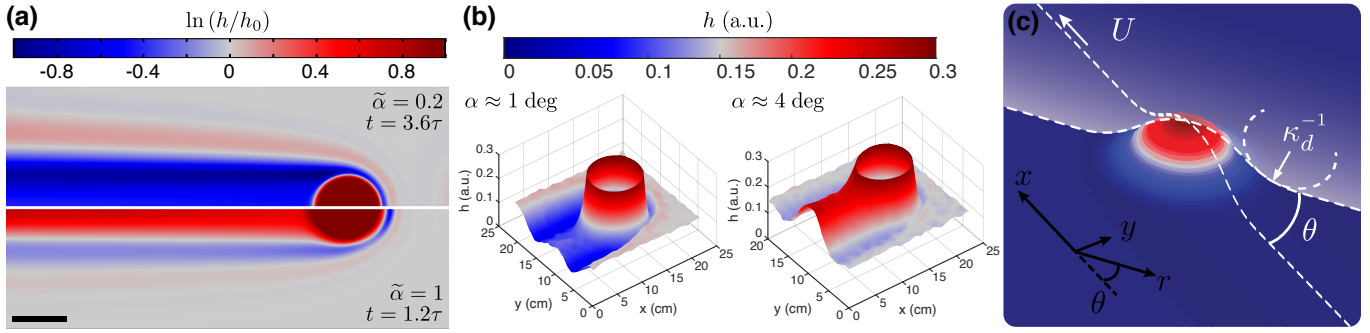 (a)
ln (h/h₀)
-0.8 -0.4 0 0.4 0.8
α̃ = 0.2
t = 3.6τ
α̃ = 1
t = 1.2τ
(b)
h (a.u.)
0 0.05 0.1 0.15 0.2 0.25 0.3
α ≈ 1 deg
h (a.u.)
0.3
0.2
0.1
0
25
20
15
10
5
0
y (cm)
0
5
10
15
20
25
x (cm)
α ≈ 4 deg
h (a.u.)
0.3
0.2
0.1
0
25
20
15
10
5
0
y (cm)
0
5
10
15
20
25
x (cm)
(c)
U
κ_d⁻¹
θ
x
y
r
θ